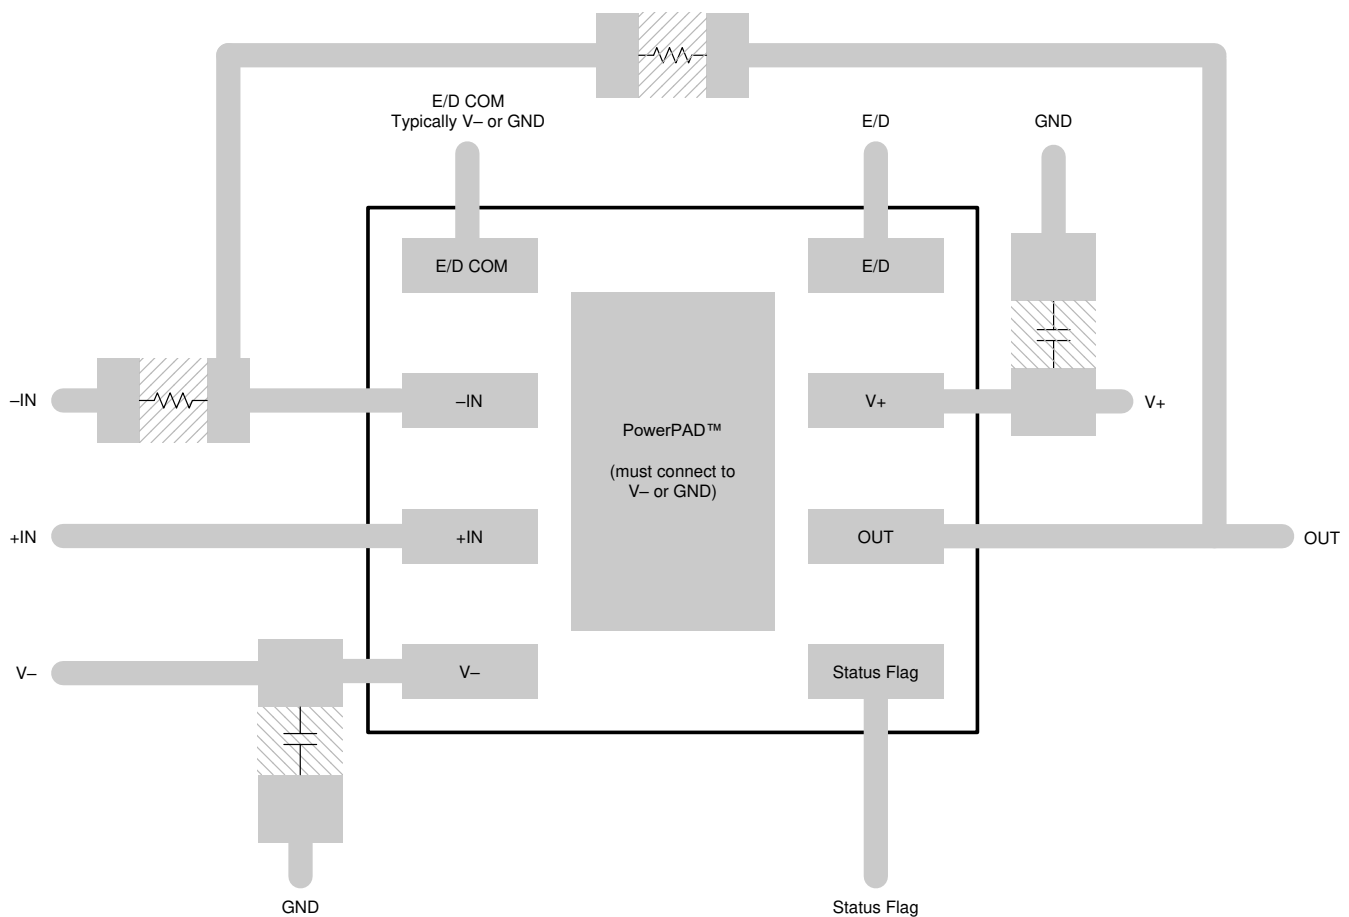 E/D COM
Typically V– or GND
E/D
GND
E/D COM
E/D
–IN
–IN
V+
V+
PowerPAD™
(must connect to
V– or GND)
+IN
+IN
OUT
OUT
V–
V–
Status Flag
GND
Status Flag